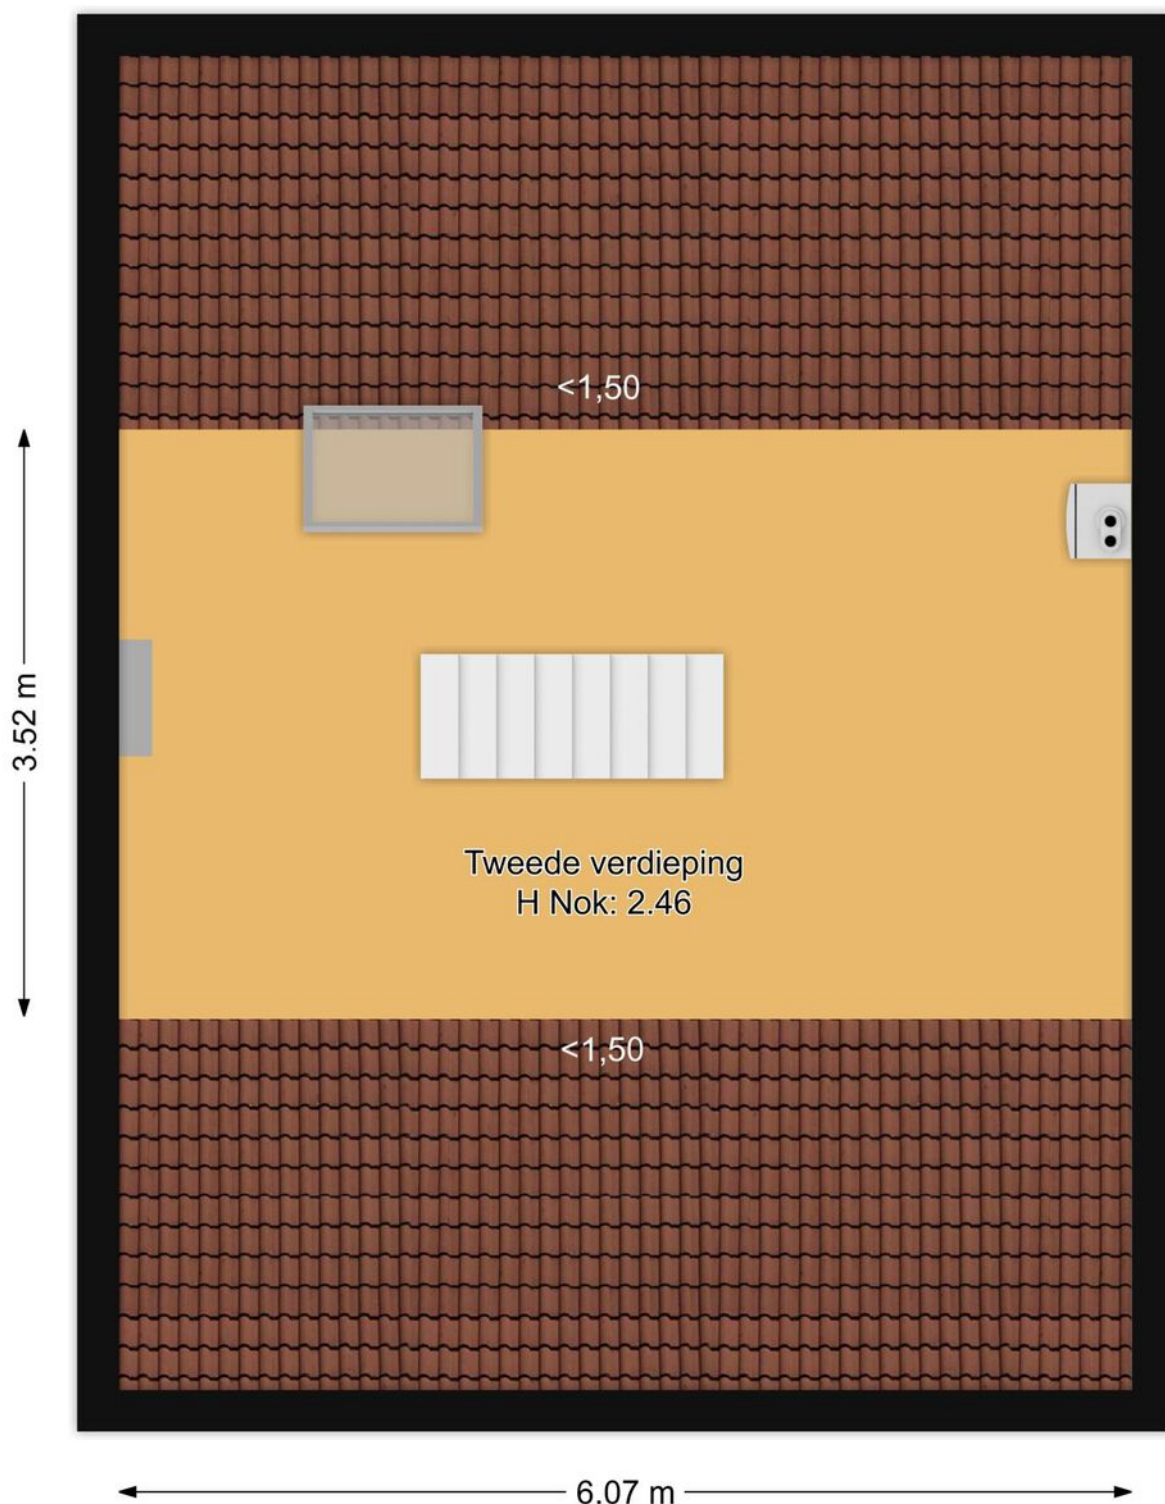 <1,50
3.52 m
Tweede verdieping
H Nok: 2.46
<1,50
6.07 m